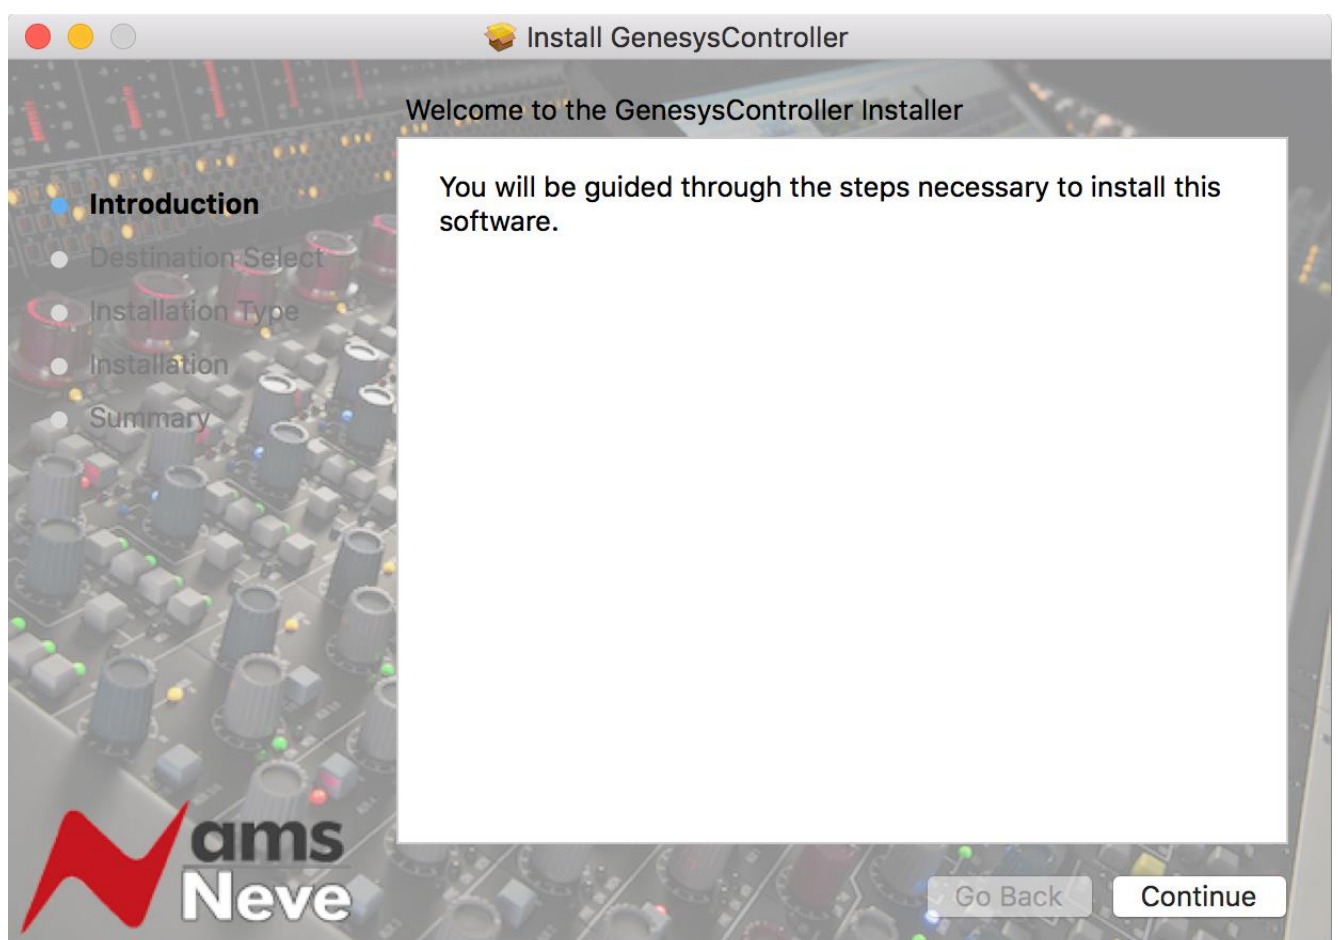 Install GenesysController
Welcome to the GenesysController Installer
You will be guided through the steps necessary to install this
software.
Introduction
Destination Select
Installation Type
Installation
Summary
ams
Neve
Go Back
Continue